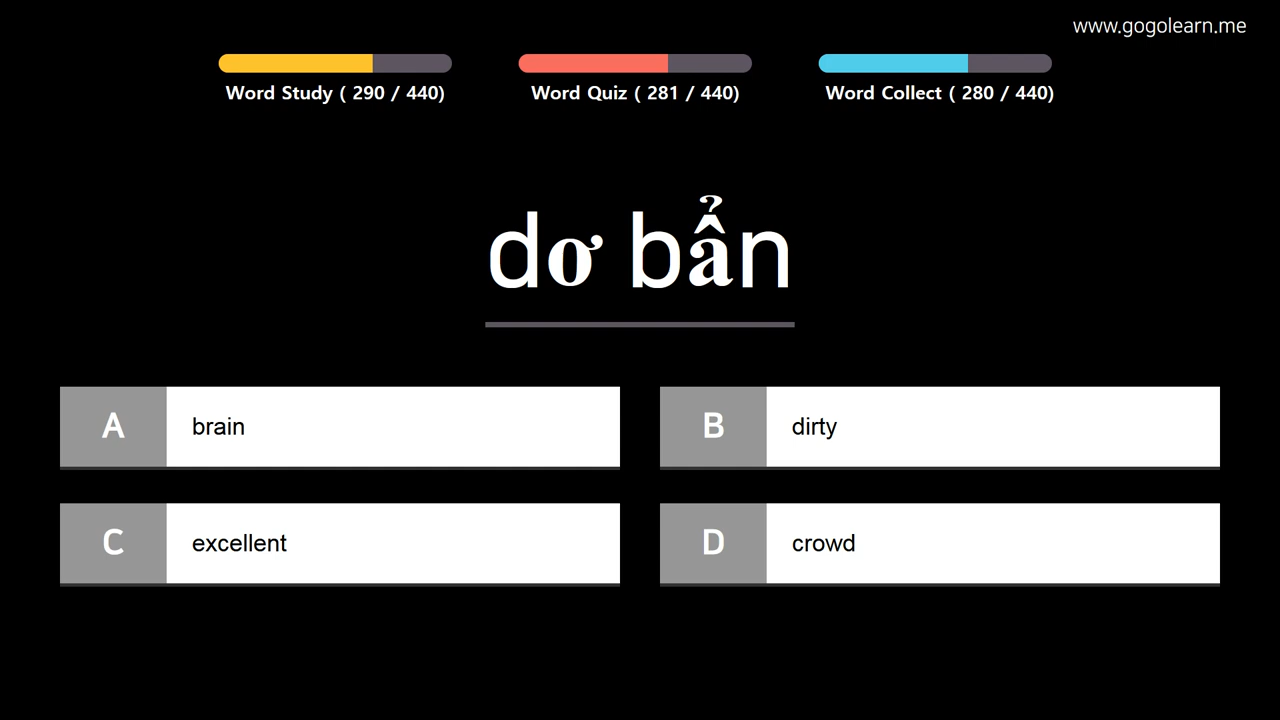 www.gogolearn.me
Word Study ( 290 / 440)
Word Quiz ( 281 / 440)
Word Collect ( 280 / 440)
dơ bẩn
A brain
B dirty
C excellent
D crowd